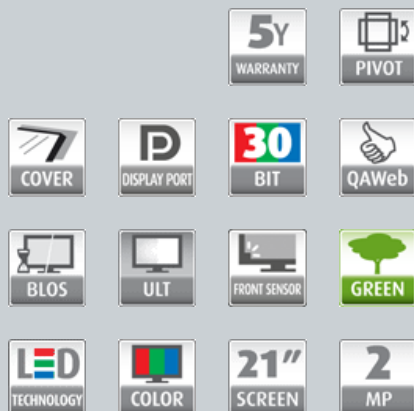 5Y
WARRANTY
PIVOT
COVER
D
DISPLAY PORT
30
BIT
QAWeb
BLOS
ULT
FRONT SENSOR
GREEN
LED
TECHNOLOGY
COLOR
21"
SCREEN
2
MP